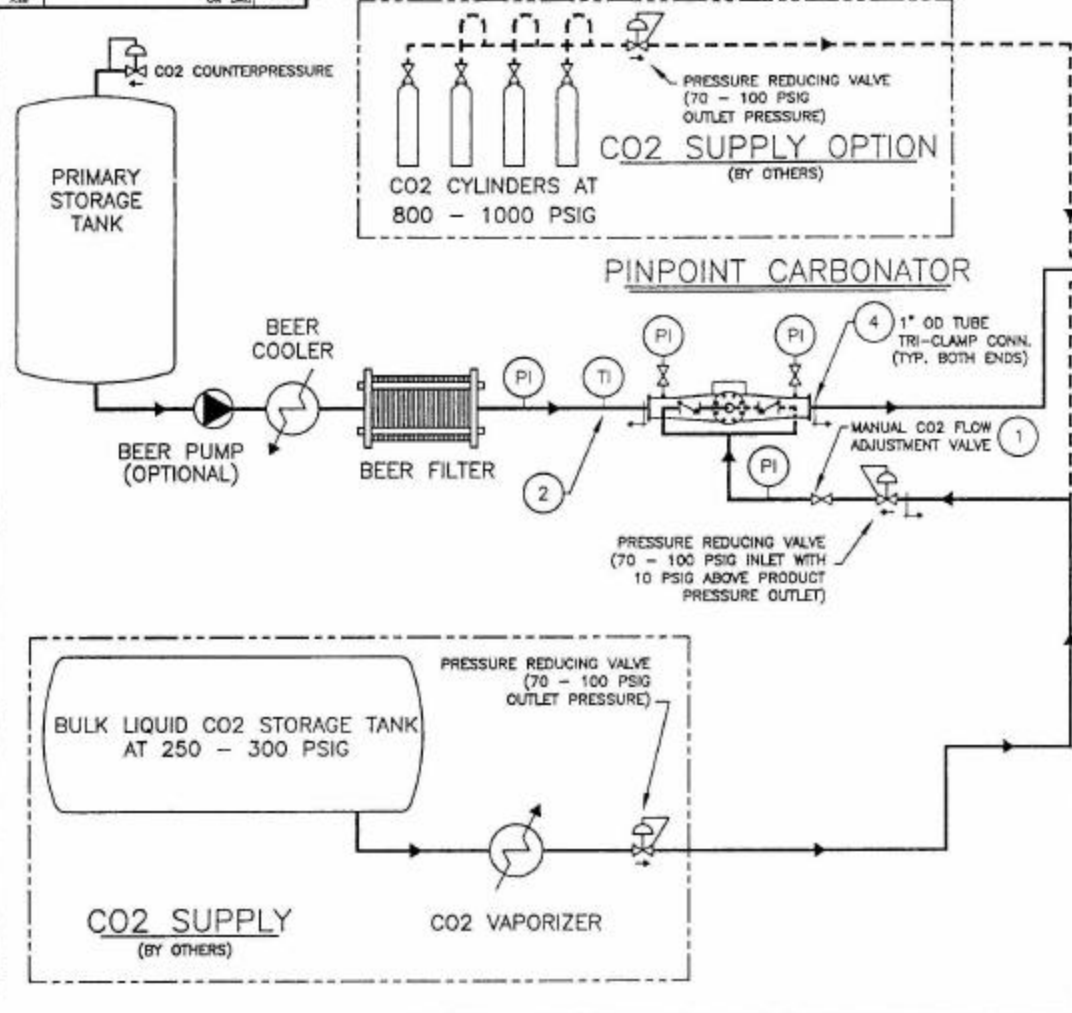 CO2 COUNTERPRESSURE
PRIMARY
STORAGE
TANK
PRESSURE REDUCING VALVE
(70 - 100 PSIG
OUTLET PRESSURE)
CO2 SUPPLY OPTION
(BY OTHERS)
CO2 CYLINDERS AT
800 - 1000 PSIG
PINPOINT CARBONATOR
BEER
COOLER
BEER PUMP
(OPTIONAL)
BEER FILTER
PI
TI
2
PI
PI
4
1" OD TUBE
TRI-CLAMP CONN.
(TYP. BOTH ENDS)
MANUAL CO2 FLOW
ADJUSTMENT VALVE
1
PI
PRESSURE REDUCING VALVE
(70 - 100 PSIG INLET WITH
10 PSIG ABOVE PRODUCT
PRESSURE OUTLET)
BULK LIQUID CO2 STORAGE TANK
AT 250 - 300 PSIG
PRESSURE REDUCING VALVE
(70 - 100 PSIG
OUTLET PRESSURE)
CO2 VAPORIZER
CO2 SUPPLY
(BY OTHERS)